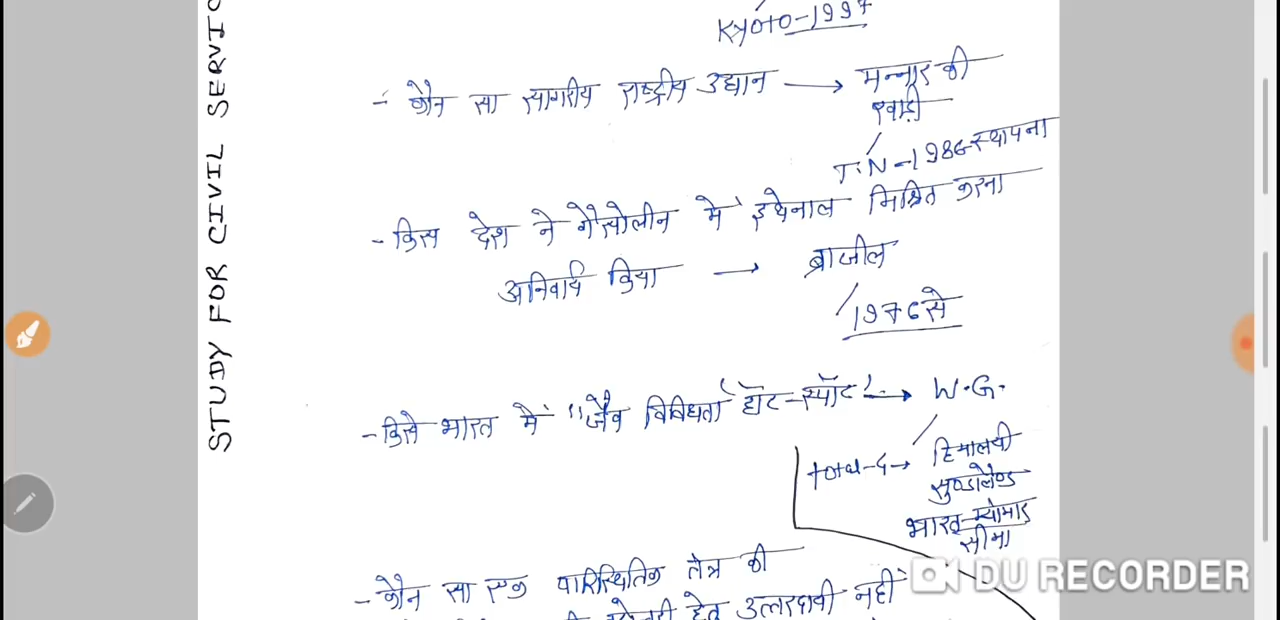 STUDY FOR CIVIL SERVIC
Kyoto-1997
- कौन सा सागरीय राष्ट्रीय उद्यान → मन्नार की
खाड़ी
T.N-1986 स्थापना
- किस देश ने गैसोलीन में इथेनाल मिश्रित करना
अनिवार्य किया → ब्राजील
1976 से
- किसे भारत में "जैव विविधता हॉट-स्पॉट" → W.G.
total-4 → हिमालयी
सुण्डालैण्ड
भारत-म्यांमार
सीमा
- कौन सा एक पारिस्थितिक तंत्र की
हेतु उत्तरदायी नहीं
DU RECORDER